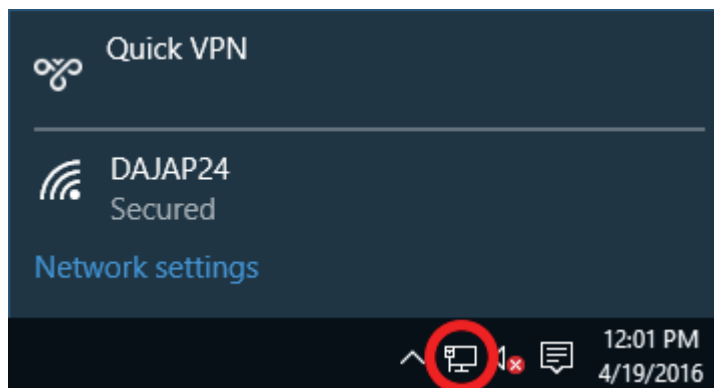 Quick VPN
DAJAP24
Secured
Network settings
12:01 PM
4/19/2016